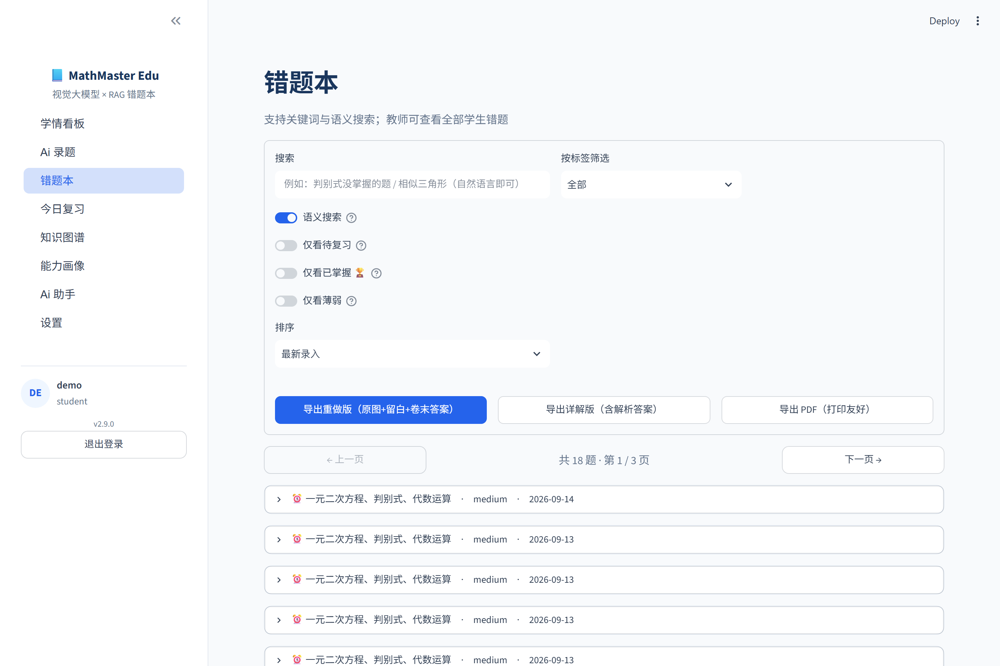 Deploy
📘 MathMaster Edu
视觉大模型 × RAG 错题本
学情看板
Ai 录题
错题本
今日复习
知识图谱
能力画像
Ai 助手
设置
DE
demo
student
v2.9.0
退出登录
错题本
支持关键词与语义搜索；教师可查看全部学生错题
搜索
按标签筛选
例如：判别式没掌握的题 / 相似三角形（自然语言即可）
全部
语义搜索
仅看待复习
仅看已掌握 🏆
仅看薄弱
排序
最新录入
导出重做版（原图+留白+卷末答案）
导出详解版（含解析答案）
导出 PDF（打印友好）
← 上一页
共 18 题 · 第 1 / 3 页
下一页 →
⏰ 一元二次方程、判别式、代数运算 · medium · 2026-09-14
⏰ 一元二次方程、判别式、代数运算 · medium · 2026-09-13
⏰ 一元二次方程、判别式、代数运算 · medium · 2026-09-13
⏰ 一元二次方程、判别式、代数运算 · medium · 2026-09-13
⏰ 一元二次方程、判别式、代数运算 · medium · 2026-09-13